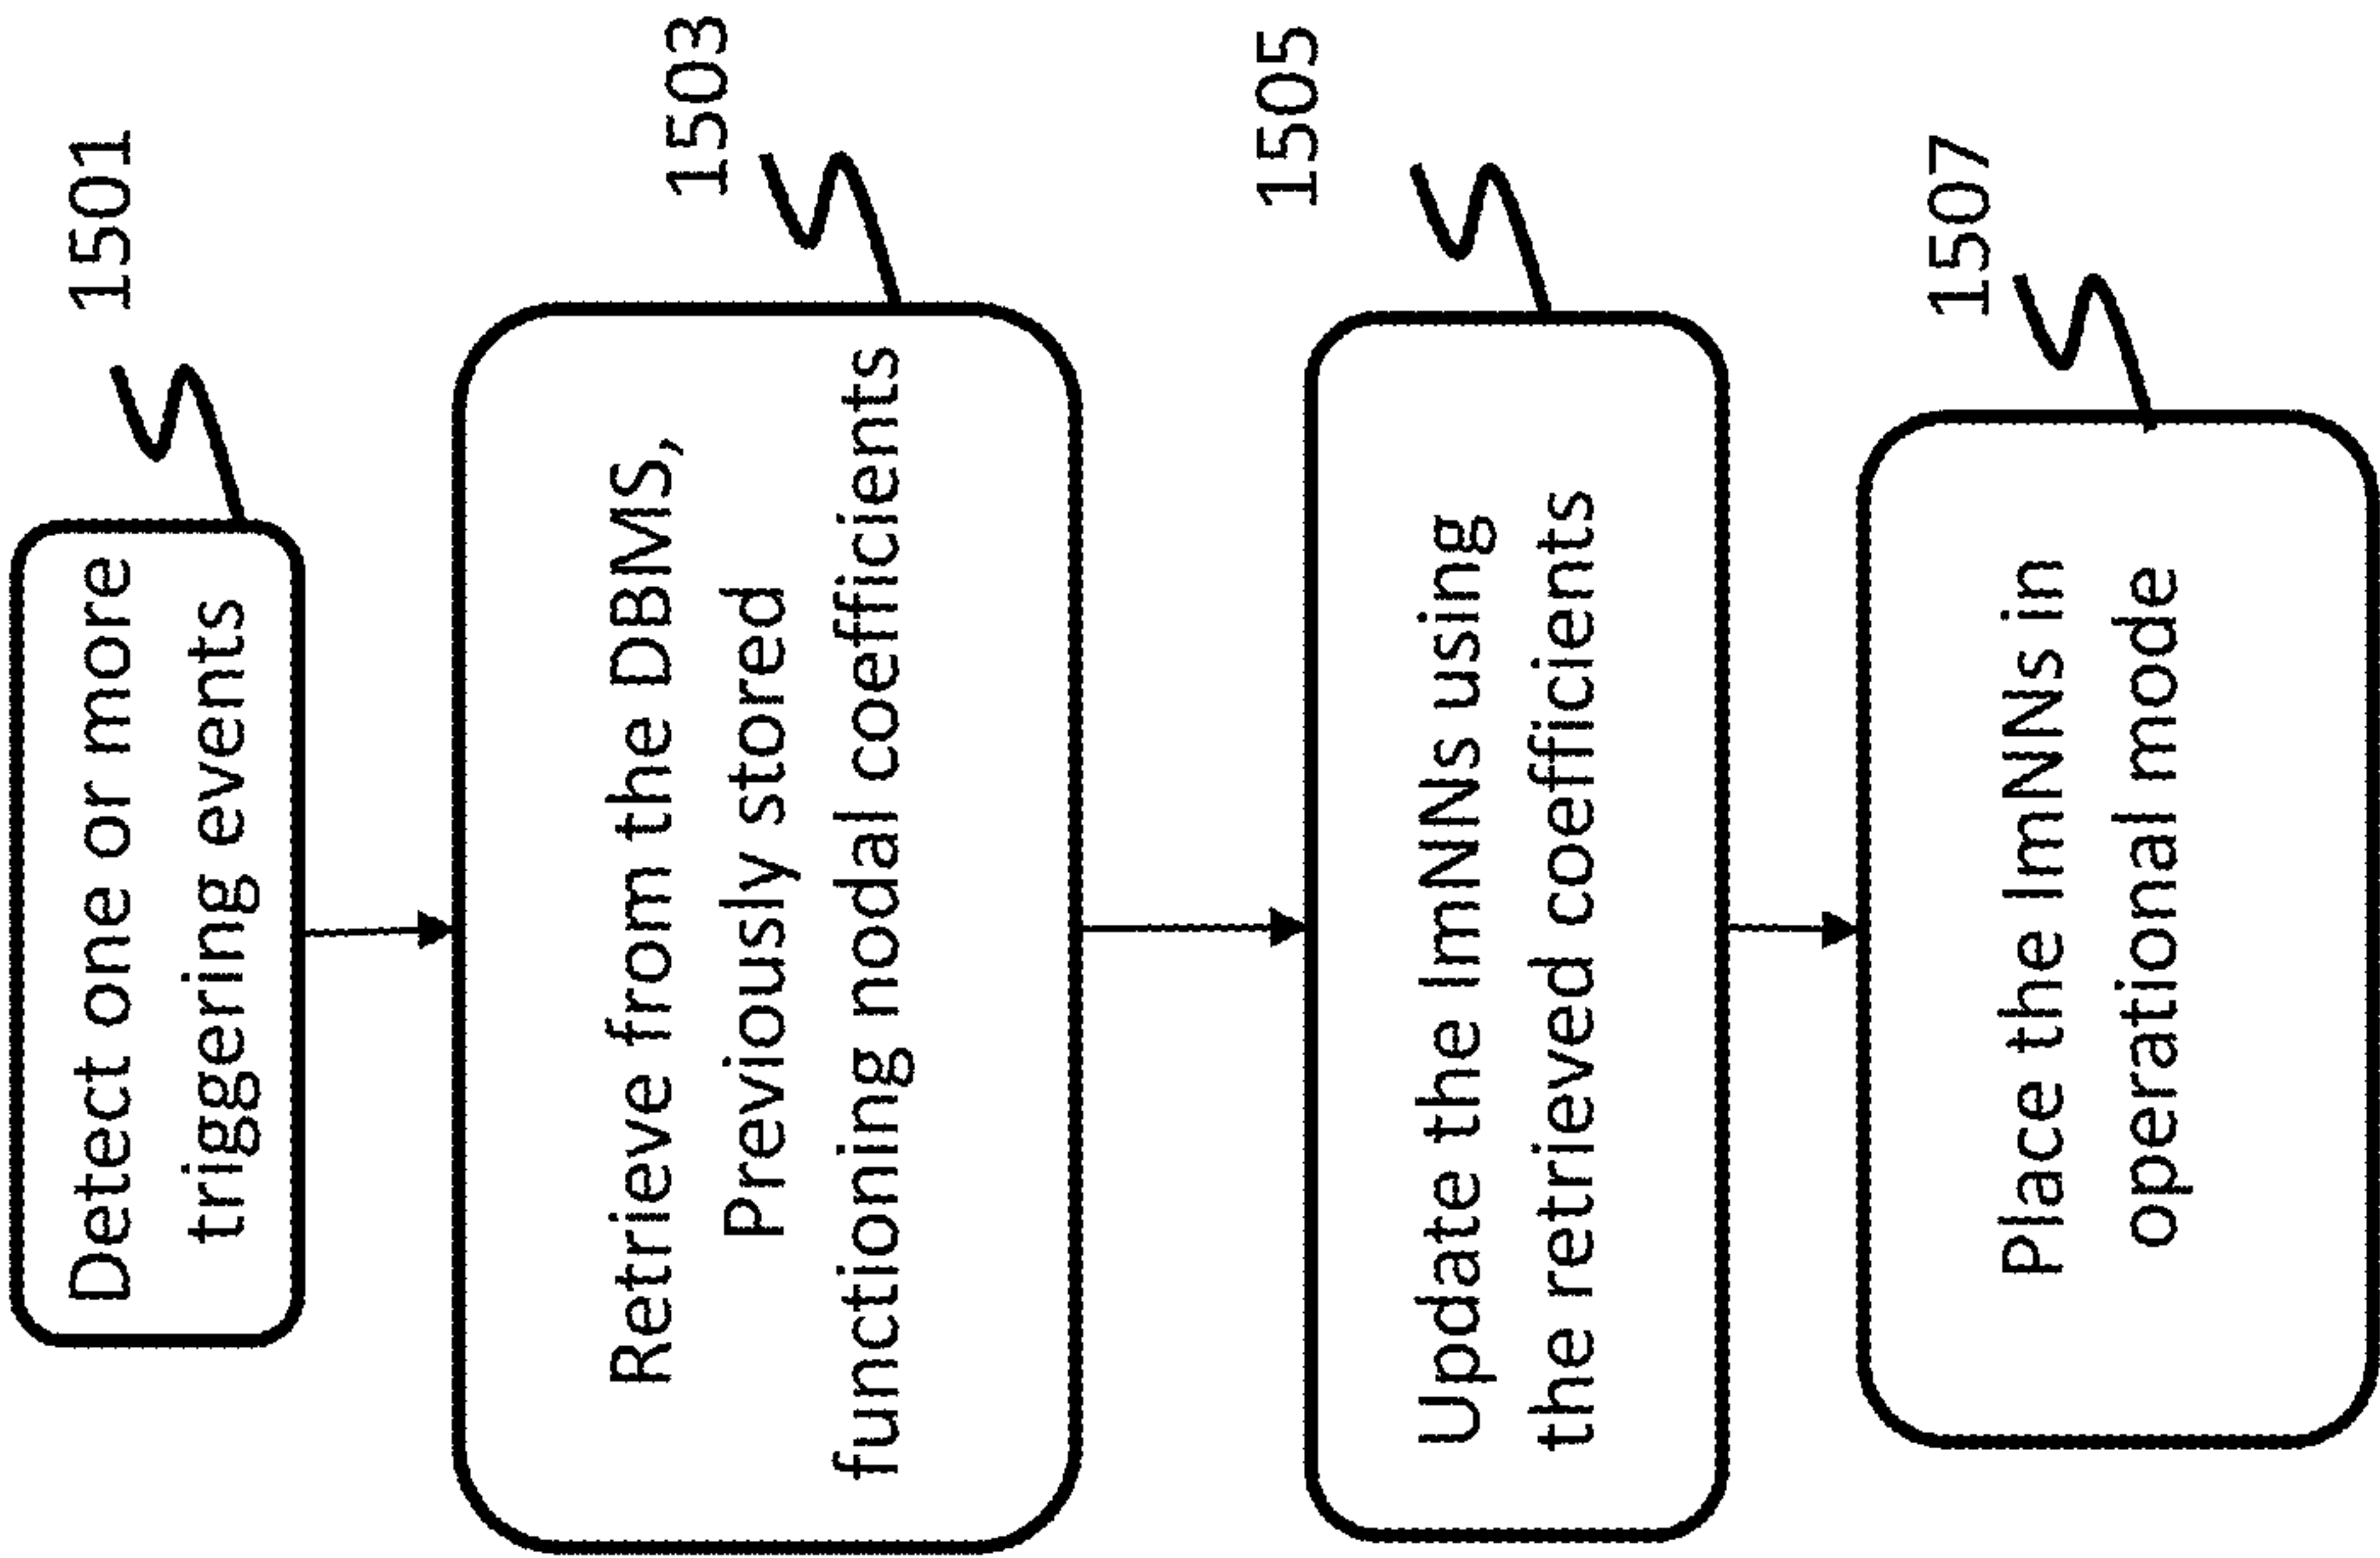 Detect one or more
triggering events
1501
Retrieve from the DBMS,
Previously stored
functioning nodal coefficients
1503
Update the ImNNs using
the retrieved coefficients
1505
Place the ImNNs in
operational mode
1507